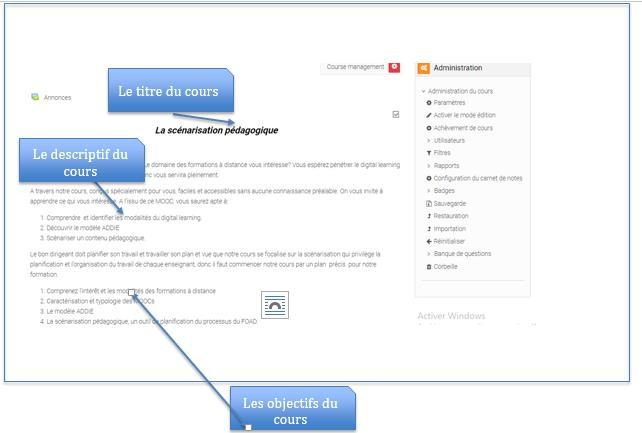 Course management
Administration
Annonces
Le titre du cours
La scénarisation pédagogique
Le descriptif du
cours
le domaine des formations à distance vous intéresse? Vous espérez pénétrer le digital learning
donc vous servira pleinement.
A travers notre cours, conçus spécialement pour vous, faciles et accessibles sans aucune connaissance préalable. On vous invite à
apprendre ce qui vous intéresse. A l'issu de ce MOOC, vous saurez apte à:
1. Comprendre et identifier les modalités du digital learning.
2. Découvrir le modèle ADDIE
3. Scénariser un contenu pédagogique.
Le bon dirigeant doit planifier son travail et travailler son plan et vue que notre cours se focalise sur la scénarisation qui privilège la
planification et l'organisation du travail de chaque enseignant, donc il faut commencer notre cours par un plan précis pour notre
formation.
1. Comprenez l'intérêt et les modalités des formations à distance
2. Caractérisation et typologie des MOOCs
3. Le modèle ADDIE
4. La scénarisation pédagogique, un outil de planification du processus du FOAD.
Administration du cours
Paramètres
Activer le mode édition
Achèvement de cours
Utilisateurs
Filtres
Rapports
Configuration du carnet de notes
Badges
Sauvegarde
Restauration
Importation
Réinitialiser
Banque de questions
Corbeille
Activer Windows
Les objectifs du
cours